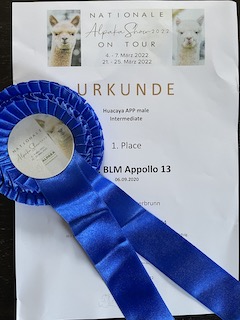 NATIONALE
Alpaka Show 2022
ON TOUR
4. - 7. März 2022
21. - 25. März 2022
URKUNDE
Huacaya APP male
Intermediate
1. Place
BLM Appollo 13
06.09.2020